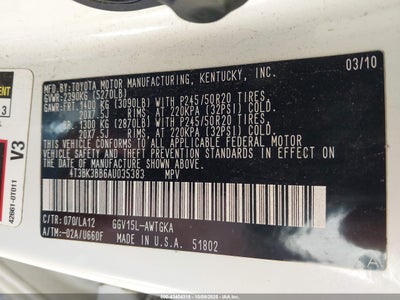 MFD.BY:TOYOTA MOTOR MANUFACTURING, KENTUCKY, INC.
03/10
GVWR 2390KG (5270LB)
GAWR: FRT 1400 KG (3090LB) WITH P245/50R20 TIRES,
20X7.5J RIMS, AT 220KPA (32PSI) COLD.
RR 1300 KG (2870LB) WITH P245/50R20 TIRES,
20X7.5J RIMS, AT 220KPA (32PSI) COLD.
THIS VEHICLE CONFORMS TO ALL APPLICABLE FEDERAL MOTOR
VEHICLE SAFETY STANDARDS IN EFFECT ON THE
DATE OF MANUFACTURE SHOWN ABOVE.
4T3BK3BB6AU035383 MPV
C/TR: 070/LA12 GGV15L-AWTGKA
A/TM:-02A/U660F
MADE IN U.S.A. 51802
V3
42661-0T011
3